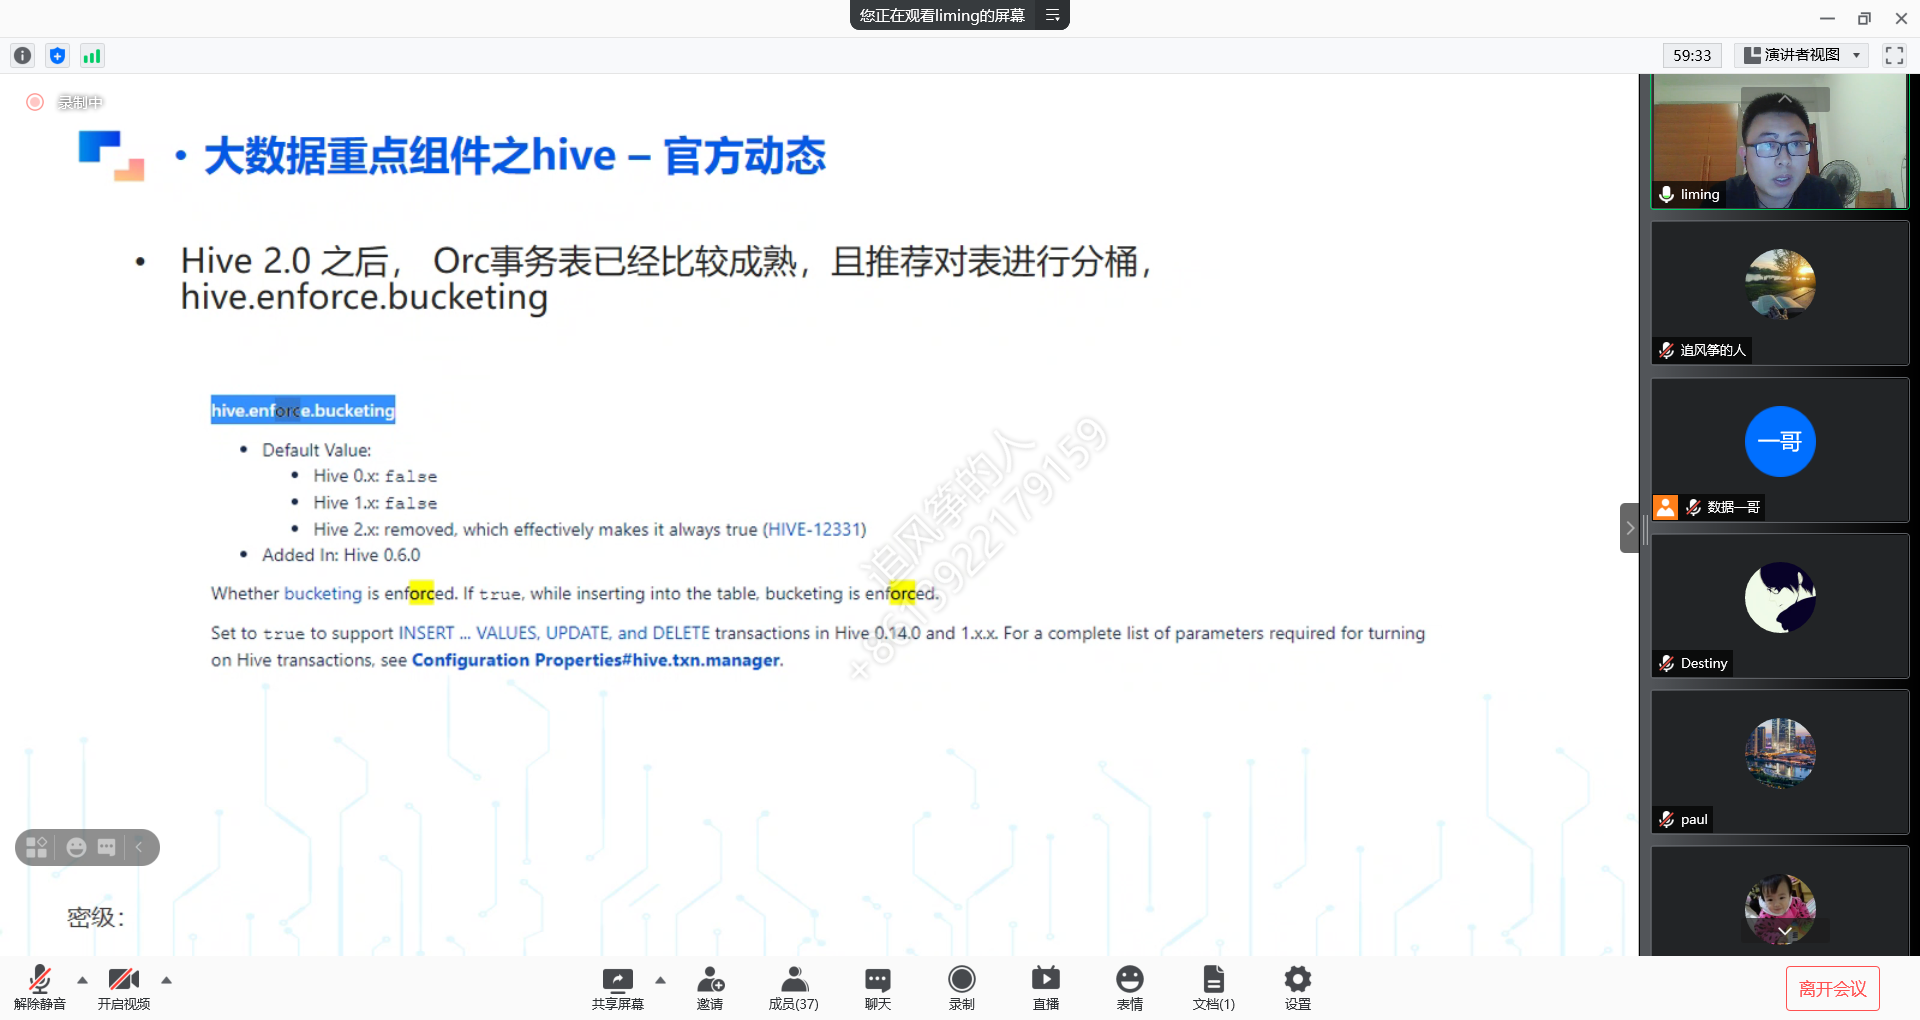 您正在观看liming的屏幕
59:33
演讲者视图
录制中
• 大数据重点组件之hive – 官方动态
• Hive 2.0 之后， Orc事务表已经比较成熟，且推荐对表进行分桶，
hive.enforce.bucketing
hive.enforce.bucketing
• Default Value:
• Hive 0.x: false
• Hive 1.x: false
• Hive 2.x: removed, which effectively makes it always true (HIVE-12331)
• Added In: Hive 0.6.0
Whether bucketing is enforced. If true, while inserting into the table, bucketing is enforced.
Set to true to support INSERT ... VALUES, UPDATE, and DELETE transactions in Hive 0.14.0 and 1.x.x. For a complete list of parameters required for turning
on Hive transactions, see Configuration Properties#hive.txn.manager.
追风筝的人
+8613922179159
密级：
liming
追风筝的人
一哥
数据一哥
Destiny
paul
解除静音
开启视频
共享屏幕
邀请
成员(37)
聊天
录制
直播
表情
文档(1)
设置
离开会议